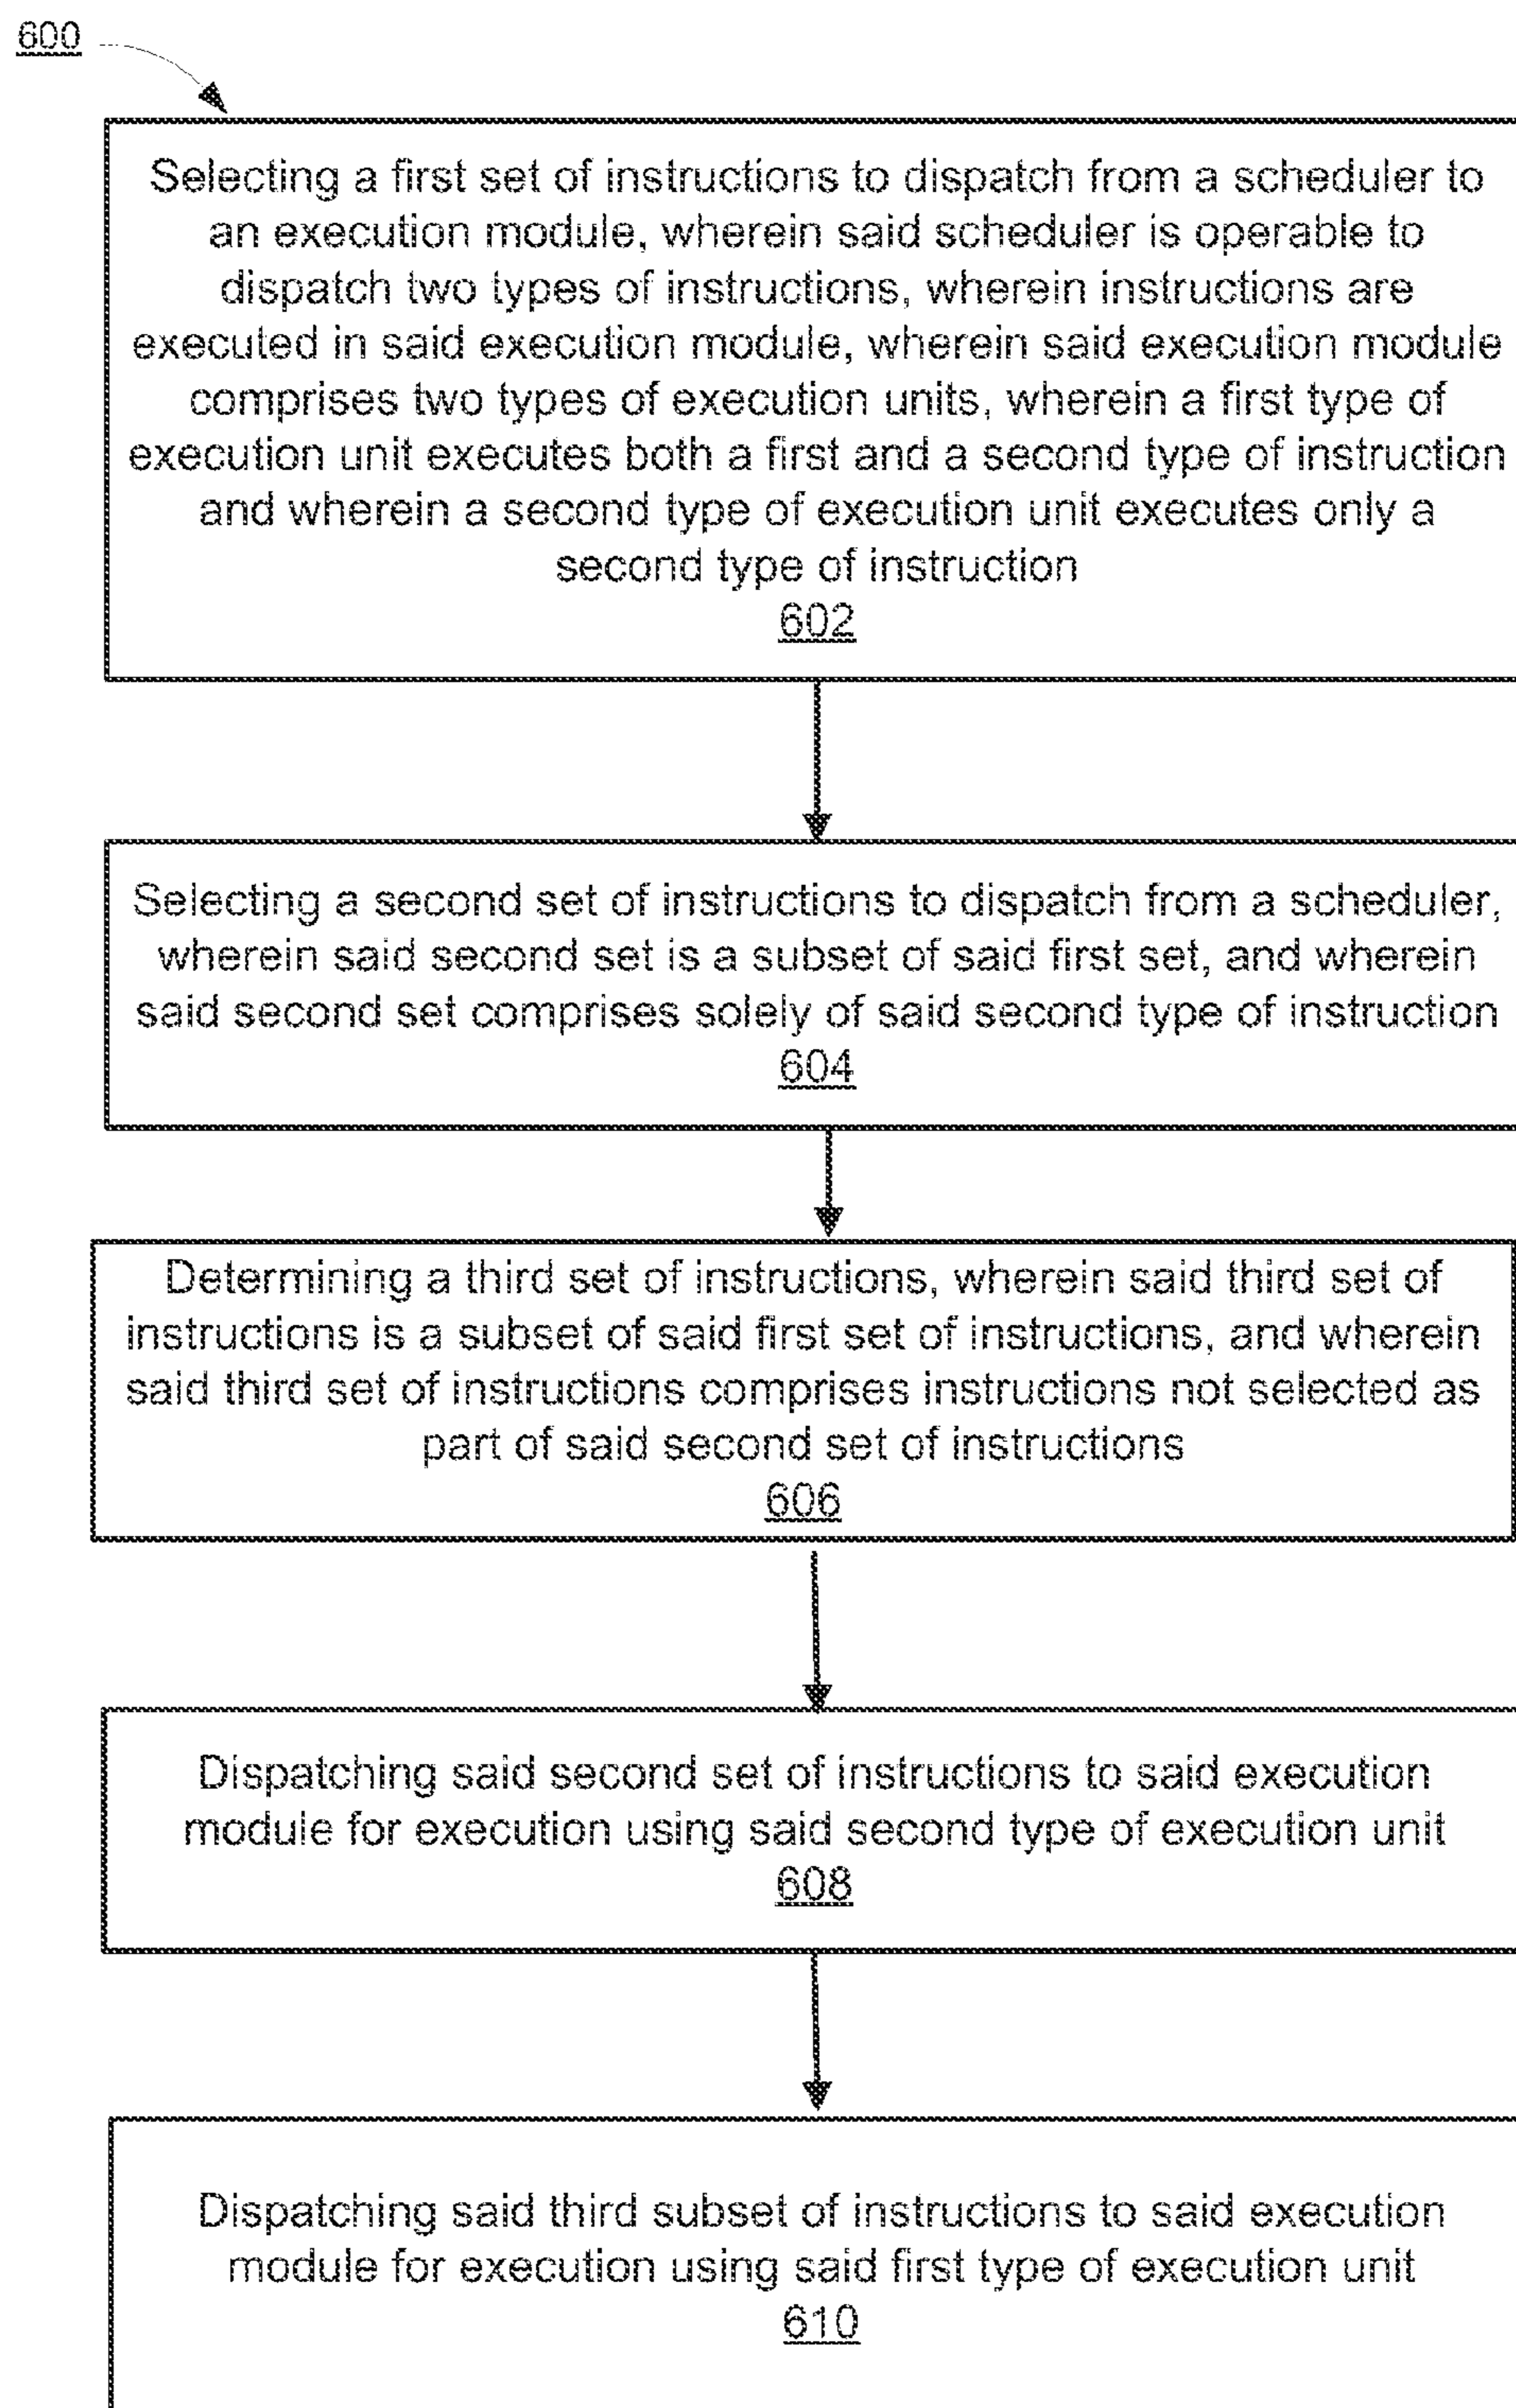 600
Selecting a first set of instructions to dispatch from a scheduler to
an execution module, wherein said scheduler is operable to
dispatch two types of instructions, wherein instructions are
executed in said execution module, wherein said execution module
comprises two types of execution units, wherein a first type of
execution unit executes both a first and a second type of instruction
and wherein a second type of execution unit executes only a
second type of instruction
602
Selecting a second set of instructions to dispatch from a scheduler,
wherein said second set is a subset of said first set, and wherein
said second set comprises solely of said second type of instruction
604
Determining a third set of instructions, wherein said third set of
instructions is a subset of said first set of instructions, and wherein
said third set of instructions comprises instructions not selected as
part of said second set of instructions
606
Dispatching said second set of instructions to said execution
module for execution using said second type of execution unit
608
Dispatching said third subset of instructions to said execution
module for execution using said first type of execution unit
610